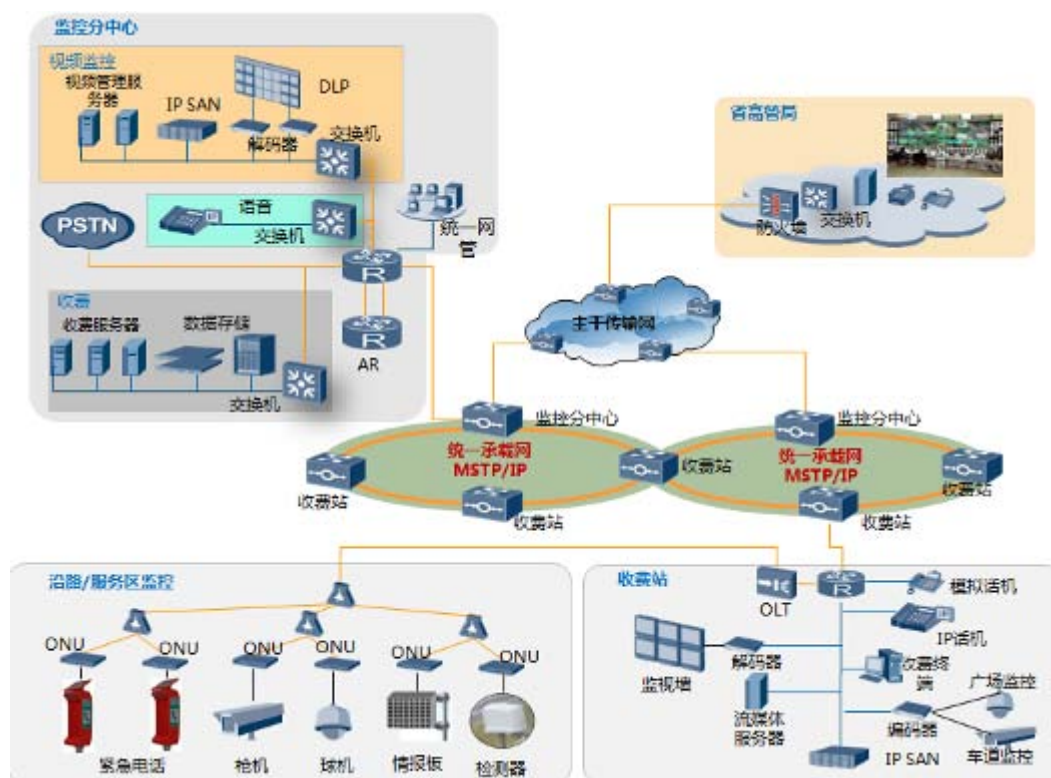 监控分中心
视频监控
视频管理服
务器
IP SAN
DLP
解码器
交换机
PSTN
语音
交换机
统一网
管
R
R
AR
收费
收费服务器
数据存储
交换机
省高管局
防火墙
交换机
主干传输网
监控分中心
统一承载网
MSTP/IP
收费站
收费站
收费站
监控分中心
统一承载网
MSTP/IP
收费站
收费站
沿路/服务区监控
ONU
ONU
ONU
ONU
ONU
ONU
紧急电话
枪机
球机
情报板
检测器
收费站
OLT
R
模拟话机
IP话机
监视墙
解码器
收费终
端
流媒体
服务器
广场监控
编码器
车道监控
IP SAN